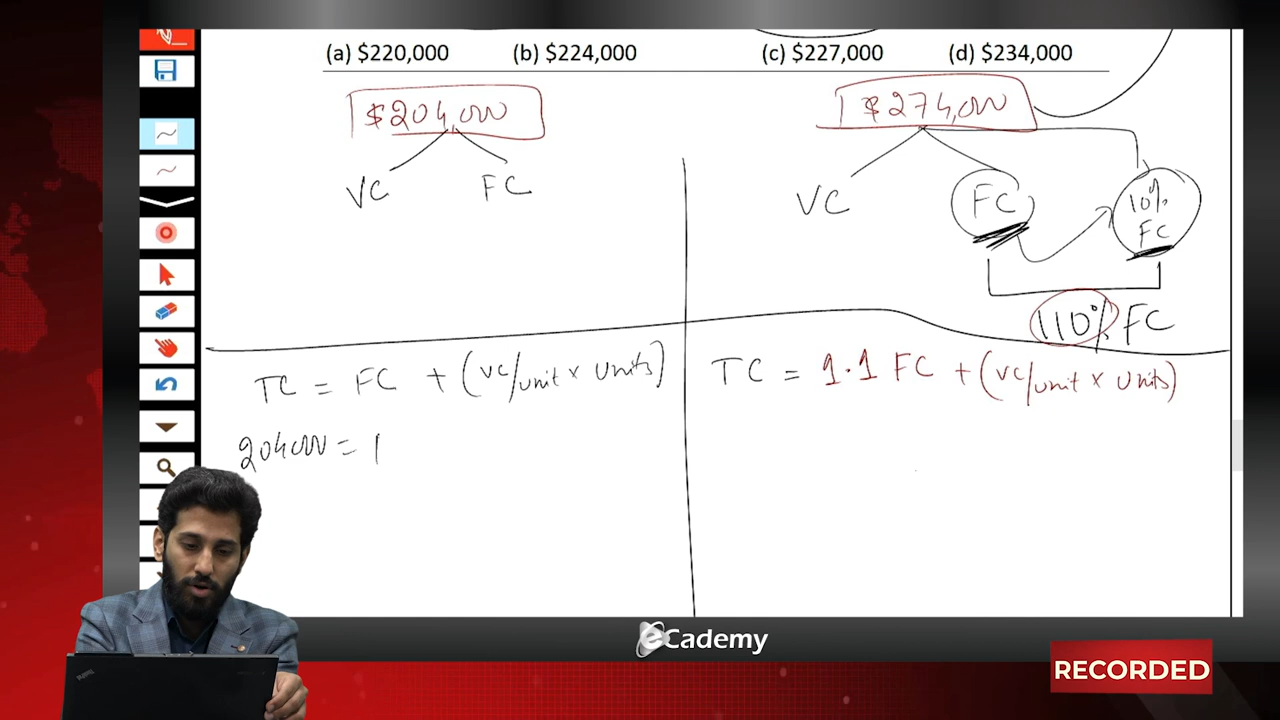 (a) $220,000 (b) $224,000 (c) $227,000 (d) $234,000
$204,000 $274,000
VC FC VC FC 10% FC
110% FC
TC = FC + (VC/unit x units) TC = 1.1 FC + (VC/unit x units)
204000 = 1
eCademy
RECORDED